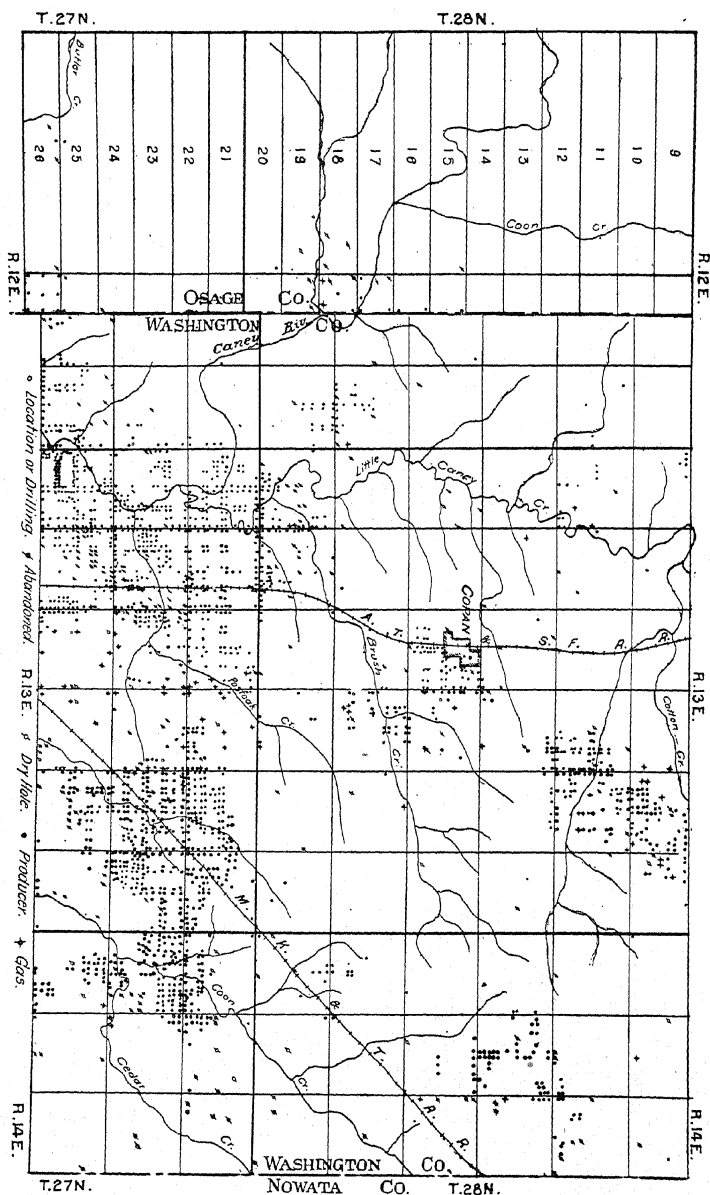 T.27N.
T.28N.
Butler Cr.
26
25
24
23
22
21
20
19
18
17
16
15
14
13
12
11
10
9
Coon Cr.
R.12E.
R.12E.
OSAGE Co.
WASHINGTON Co.
Caney Riv.
Little Caney Cr.
COPAN
A. T. & S. F. R. R.
Brush Cr.
Cotton Cr.
Cr.
M. K. & T. R. R.
Coon Cr.
Cedar Cr.
° Location or Drilling. Abandoned. R.13E. Dry Hole. • Producer. + Gas.
R.13E.
R.14E.
R.14E.
WASHINGTON Co.
NOWATA Co.
T.27N.
T.28N.